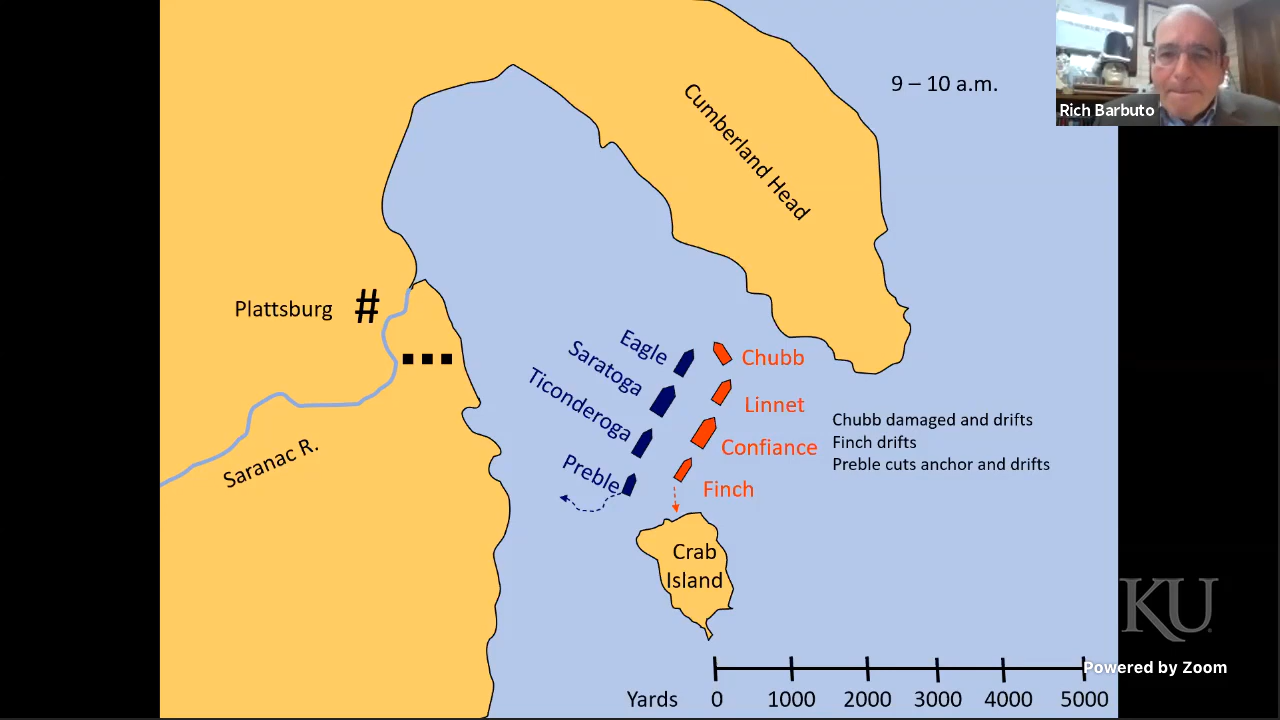 9 – 10 a.m.
Rich Barbuto
Cumberland Head
Plattsburg #
Eagle
Saratoga
Ticonderoga
Preble
Chubb
Linnet
Confiance
Finch
Chubb damaged and drifts
Finch drifts
Preble cuts anchor and drifts
Saranac R.
Crab
Island
KU
Powered by Zoom
Yards 0 1000 2000 3000 4000 5000